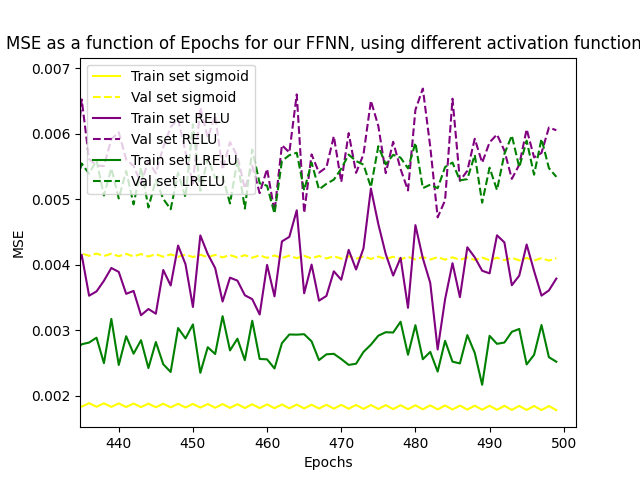 MSE as a function of Epochs for our FFNN, using different activation function
0.007
0.006
0.005
0.004
0.003
0.002
MSE
Train set sigmoid
Val set sigmoid
Train set RELU
Val set RELU
Train set LRELU
Val set LRELU
440 450 460 470 480 490 500
Epochs